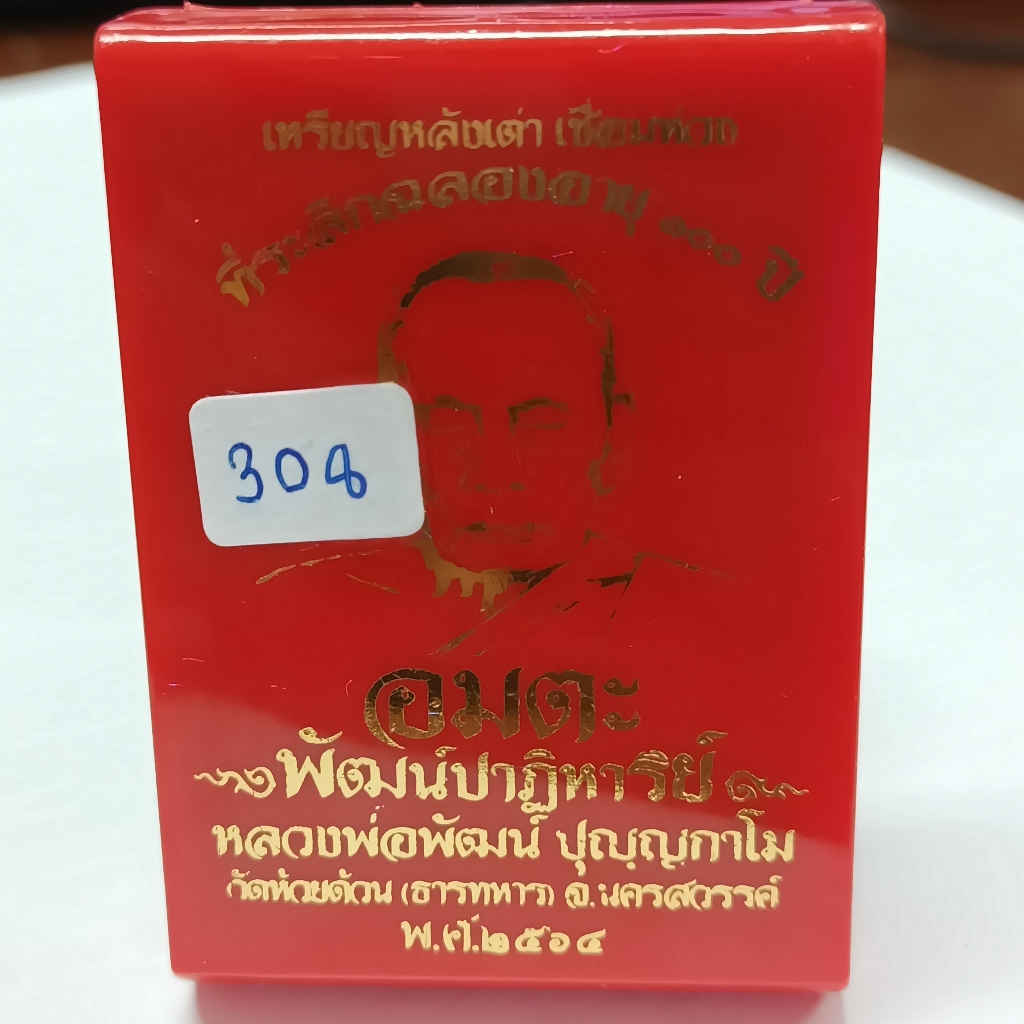 เหรียญหลังเต่า (เชื่อมห่วง)
ที่ระลึกฉลองอายุ ๑๐๐ ปี
308
อมตะ
พัฒน์ปาฏิหาริย์
หลวงพ่อพัฒน์ ปุญฺญกาโม
วัดห้วยด้วน (ธารทหาร) จ.นครสวรรค์
พ.ศ.๒๕๖๔